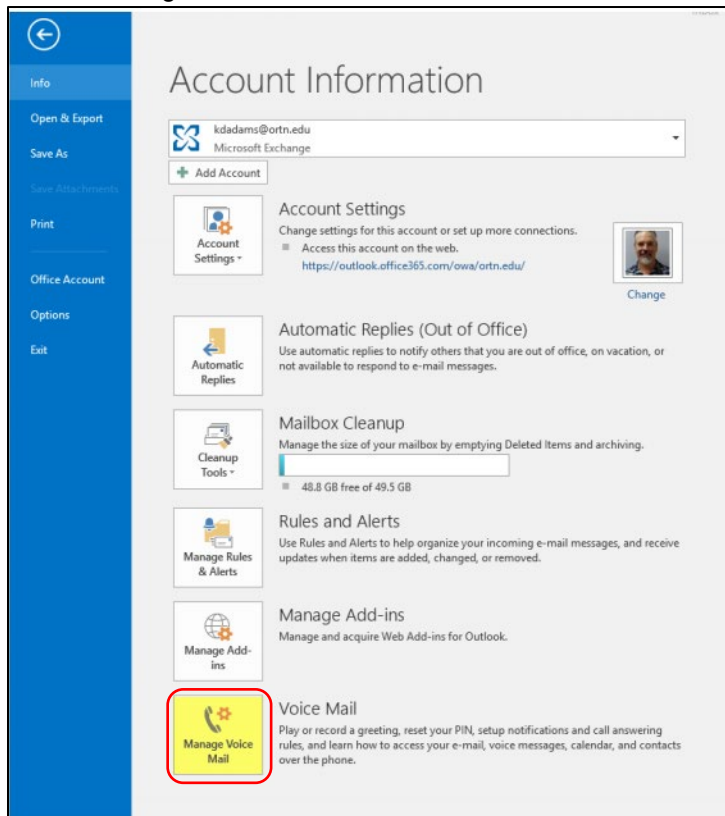 Info
Open & Export
Save As
Save Attachments
Print
Office Account
Options
Exit
Account Information
kdadams@ortn.edu
Microsoft Exchange
Add Account
Account
Settings
Account Settings
Change settings for this account or set up more connections.
Access this account on the web.
https://outlook.office365.com/owa/ortn.edu/
Change
Automatic
Replies
Automatic Replies (Out of Office)
Use automatic replies to notify others that you are out of office, on vacation, or
not available to respond to e-mail messages.
Cleanup
Tools
Mailbox Cleanup
Manage the size of your mailbox by emptying Deleted Items and archiving.
48.8 GB free of 49.5 GB
Manage Rules
& Alerts
Rules and Alerts
Use Rules and Alerts to help organize your incoming e-mail messages, and receive
updates when items are added, changed, or removed.
Manage Add-
ins
Manage Add-ins
Manage and acquire Web Add-ins for Outlook.
Manage Voice
Mail
Voice Mail
Play or record a greeting, reset your PIN, setup notifications and call answering
rules, and learn how to access your e-mail, voice messages, calendar, and contacts
over the phone.